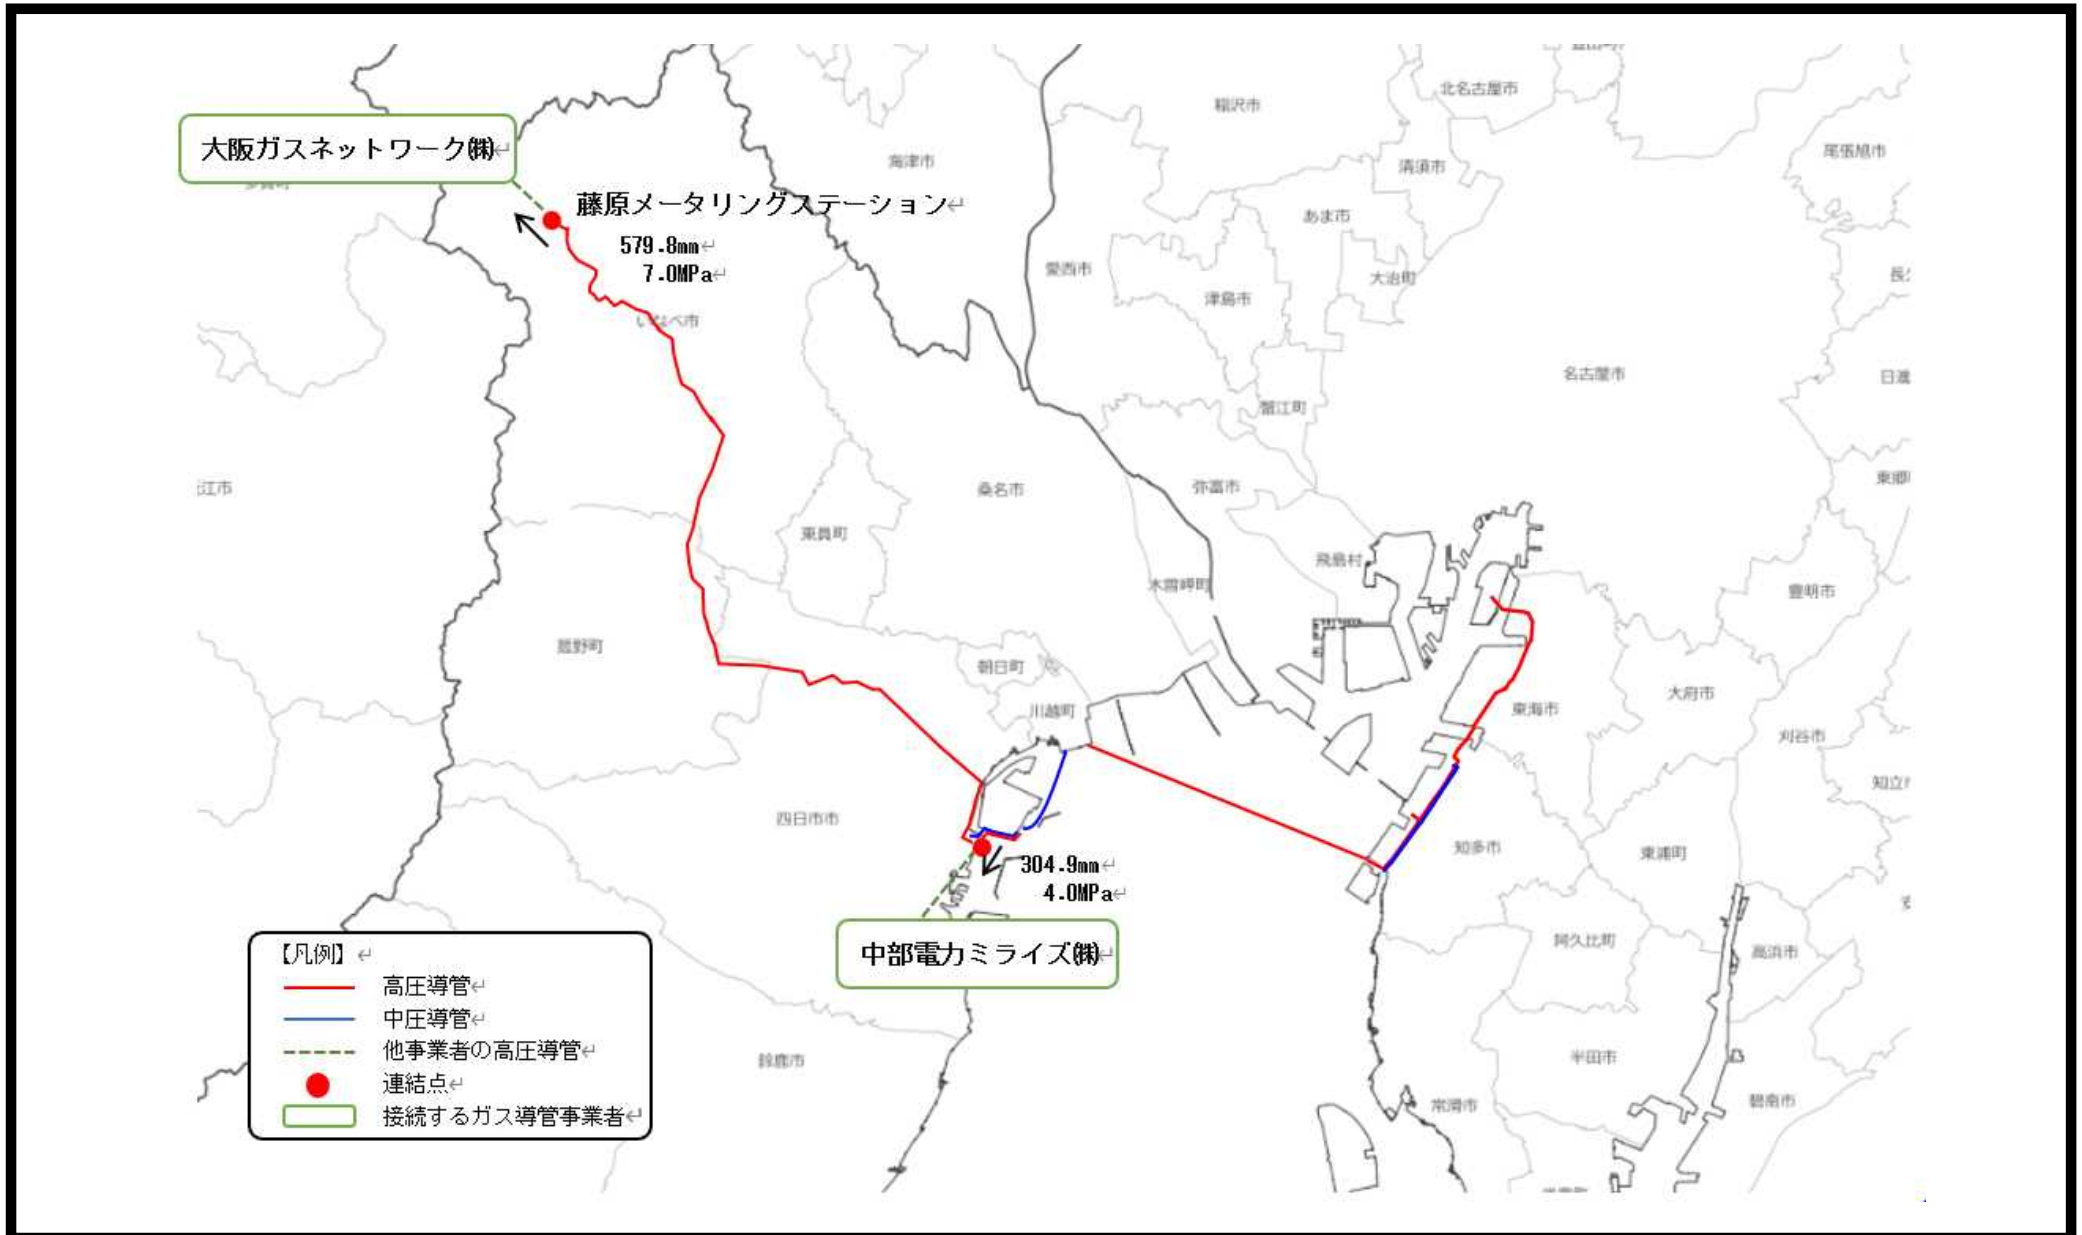 北名古屋市
稲沢市
大阪ガスネットワーク㈱↵
海津市
清須市
尾張旭市
藤原メータリングステーション↵
579.8mm↵
7.0MPa↵
あま市
愛西市
大治町
津島市
いなべ市
名古屋市
日進
蟹江町
江市
桑名市
弥富市
東郷
東員町
飛島村
木曽岬町
豊明市
菰野町
朝日町
大府市
川越町
東海市
刈谷市
知立
四日市市
知多市
東浦町
304.9mm↵
4.0MPa↵
中部電力ミライズ㈱↵
阿久比町
高浜市
【凡例】↵
高圧導管↵
中圧導管↵
他事業者の高圧導管↵
連結点↵
接続するガス導管事業者↵
鈴鹿市
半田市
常滑市
碧南市